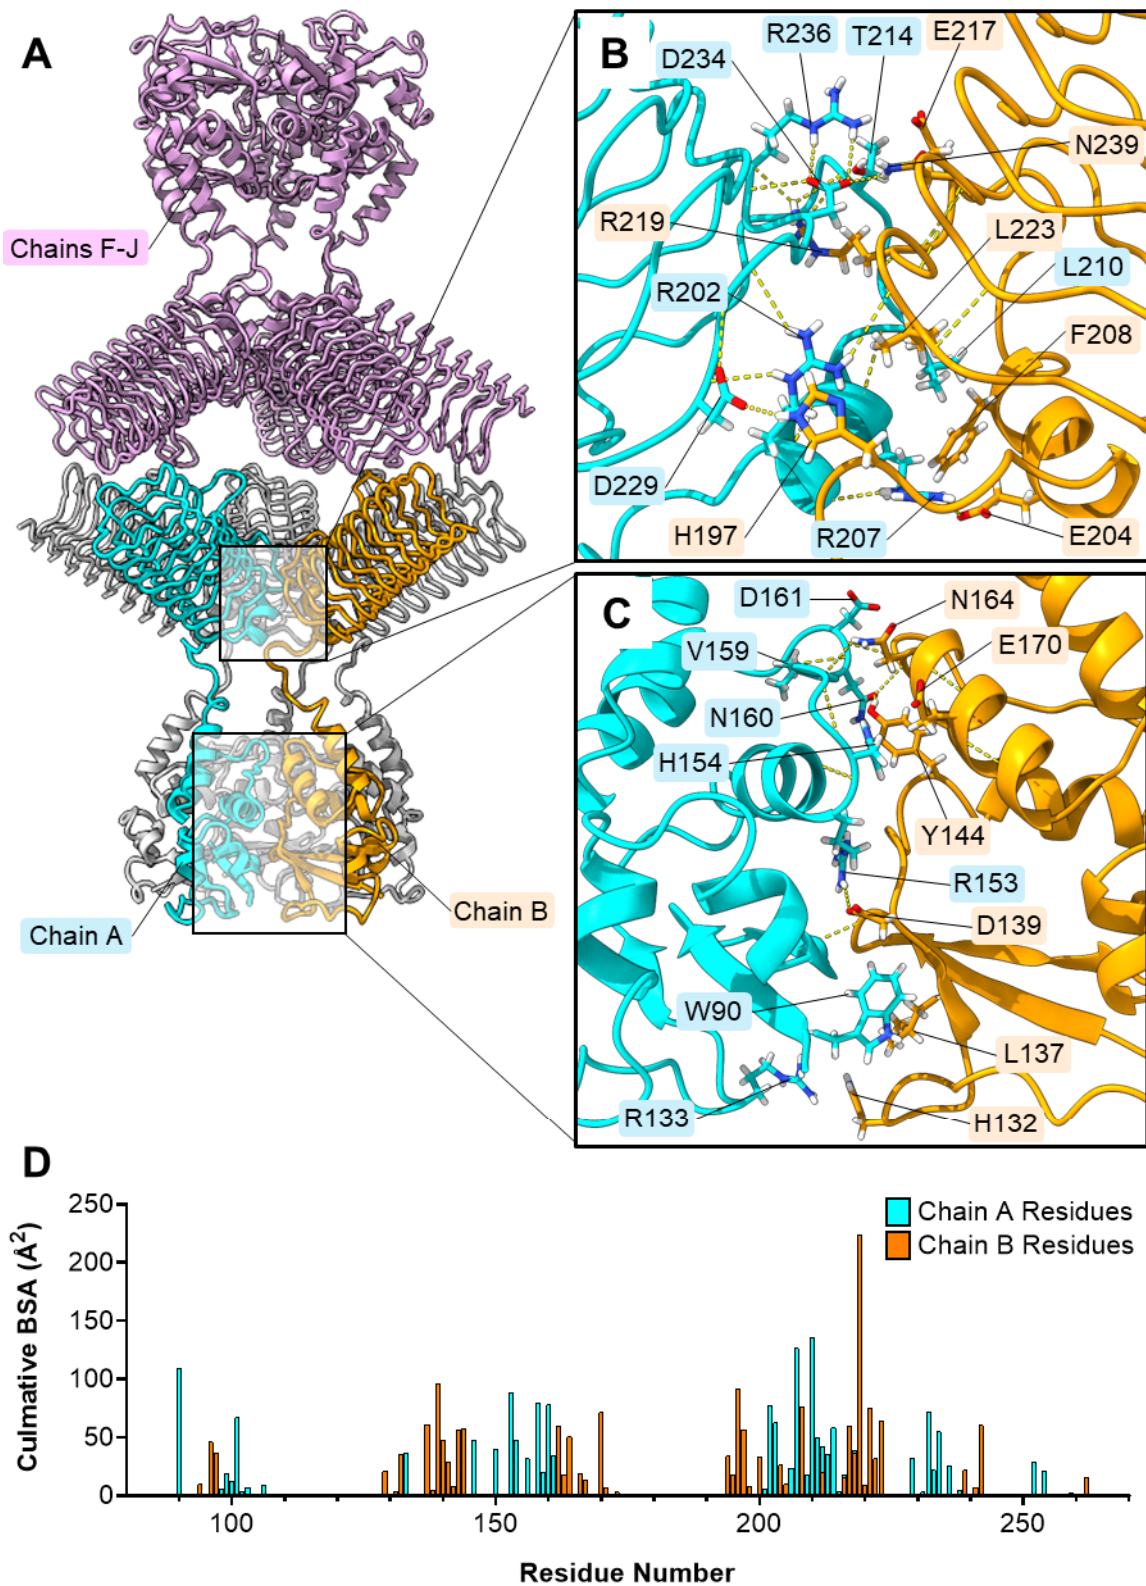 A
Chains F-J
Chain A
Chain B
B
R236
T214
E217
D234
N239
R219
L223
L210
R202
F208
D229
H197
R207
E204
C
D161
N164
V159
E170
N160
H154
Y144
R153
D139
W90
L137
R133
H132
D
Culmative BSA (Å²)
250
200
150
100
50
0
Chain A Residues
Chain B Residues
100
150
200
250
Residue Number